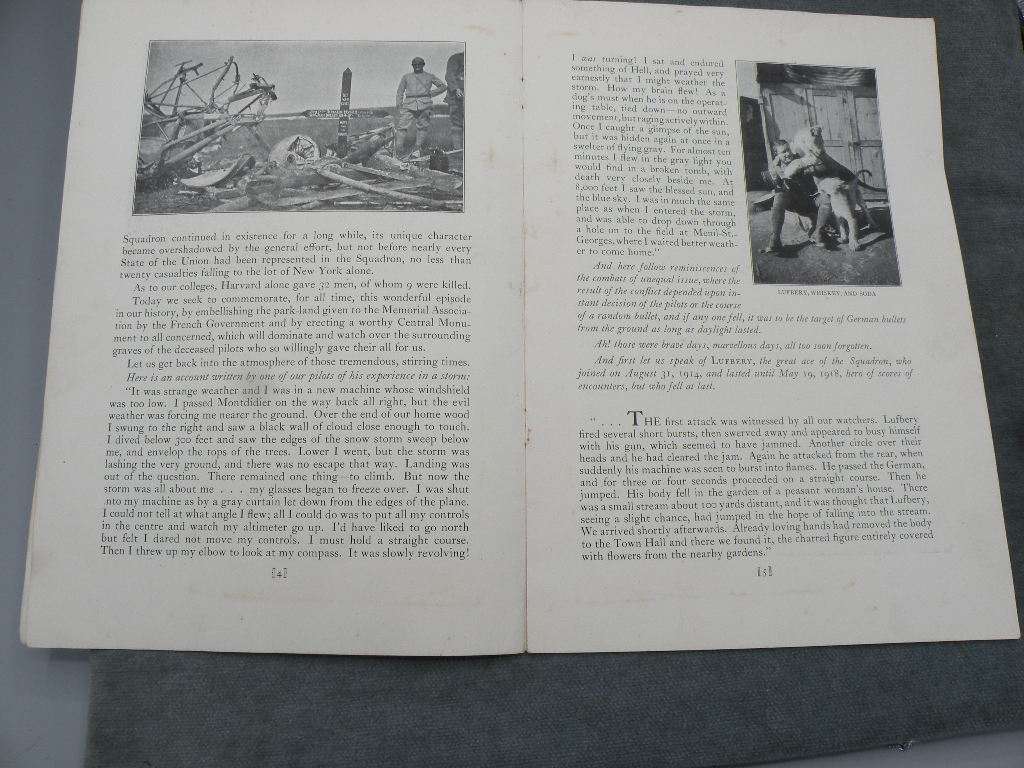 Squadron continued in existence for a long while, its unique character
became overshadowed by the general effort, but not before nearly every
State of the Union had been represented in the Squadron, no less than
twenty casualties falling to the lot of New York alone.
As to our colleges, Harvard alone gave 32 men, of whom 9 were killed.
Today we seek to commemorate, for all time, this wonderful episode
in our history, by embellishing the park-land given to the Memorial Associa-
tion by the French Government and by erecting a worthy Central Monu-
ment to all concerned, which will dominate and watch over the surrounding
graves of the deceased pilots who so willingly gave their all for us.
Let us get back into the atmosphere of those tremendous, stirring times.
Here is an account written by one of our pilots of his experience in a storm:
"It was strange weather and I was in a new machine whose windshield
was too low. I passed Montdidier on the way back all right, but the evil
weather was forcing me nearer the ground. Over the end of our home wood
I swung to the right and saw a black wall of cloud close enough to touch.
I dived below 300 feet and saw the edges of the snow storm sweep below
me, and envelop the tops of the trees. Lower I went, but the storm was
lashing the very ground, and there was no escape that way. Landing was
out of the question. There remained one thing—to climb. But now the
storm was all about me . . . my glasses began to freeze over. I was shut
into my machine as by a gray curtain let down from the edges of the plane.
I could not tell at what angle I flew; all I could do was to put all my controls
in the centre and watch my altimeter go up. I'd have liked to go north
but felt I dared not move my controls. I must hold a straight course.
Then I threw up my elbow to look at my compass. It was slowly revolving!
[4]
I was turning! I sat and endured
something of Hell, and prayed very
earnestly that I might weather the
storm. How my brain flew! As a
dog's must when he is on the operat-
ing table, tied down—no outward
movement, but raging actively within.
Once I caught a glimpse of the sun,
but it was hidden again at once in a
swelter of flying gray. For almost ten
minutes I flew in the gray light you
would find in a broken tomb, with
death very closely beside me. At
8,000 feet I saw the blessed sun, and
the blue sky. I was in much the same
place as when I entered the storm,
and was able to drop down through
a hole on to the field at Menil-St.-
Georges, where I waited better weath-
er to come home."
LUFBERY, WHISKEY, AND SODA
And here follow reminiscences of
the combats of unequal issue, where the
result of the conflict depended upon in-
stant decision of the pilots or the course
of a random bullet, and if any one fell, it was to be the target of German bullets
from the ground as long as daylight lasted.
Ah! those were brave days, marvellous days, all too soon forgotten.
And first let us speak of LUFBERY, the great ace of the Squadron, who
joined on August 31, 1914, and lasted until May 19, 1918, hero of scores of
encounters, but who fell at last.
" . . . THE first attack was witnessed by all our watchers. Lufbery
fired several short bursts, then swerved away and appeared to busy himself
with his gun, which seemed to have jammed. Another circle over their
heads and he had cleared the jam. Again he attacked from the rear, when
suddenly his machine was seen to burst into flames. He passed the German,
and for three or four seconds proceeded on a straight course. Then he
jumped. His body fell in the garden of a peasant woman's house. There
was a small stream about 100 yards distant, and it was thought that Lufbery,
seeing a slight chance, had jumped in the hope of falling into the stream.
We arrived shortly afterwards. Already loving hands had removed the body
to the Town Hall and there we found it, the charred figure entirely covered
with flowers from the nearby gardens."
[5]